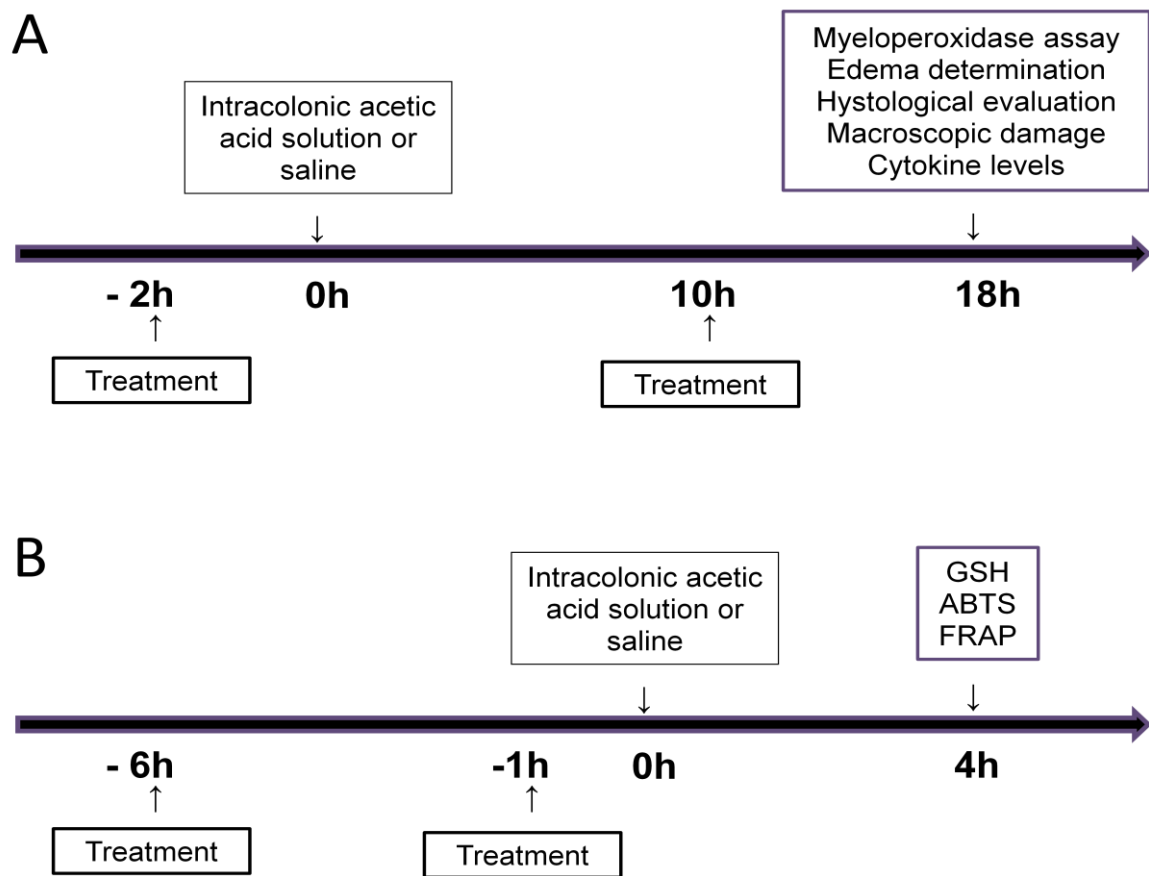 A
Intracolonic acetic
acid solution or
saline
↓
Myeloperoxidase assay
Edema determination
Hystological evaluation
Macroscopic damage
Cytokine levels
↓
- 2h
0h
10h
18h
↑
↑
Treatment
Treatment
B
Intracolonic acetic
acid solution or
saline
↓
GSH
ABTS
FRAP
↓
- 6h
-1h
0h
4h
↑
↑
Treatment
Treatment